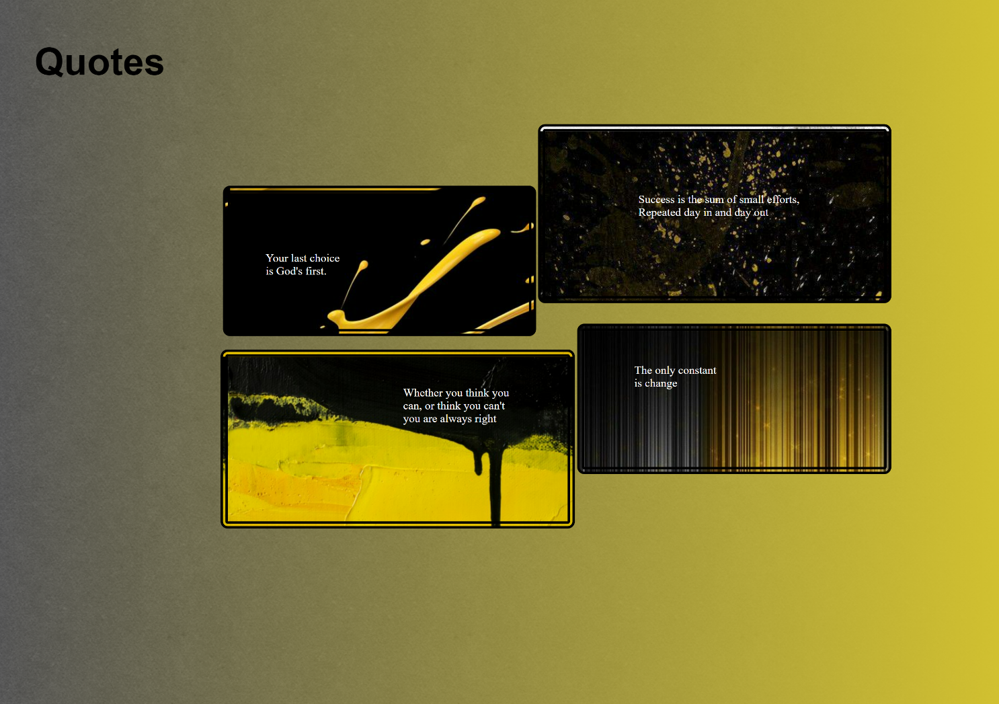 Quotes
Your last choice
is God's first.
Success is the sum of small efforts,
Repeated day in and day out
Whether you think you
can, or think you can't
you are always right
The only constant
is change